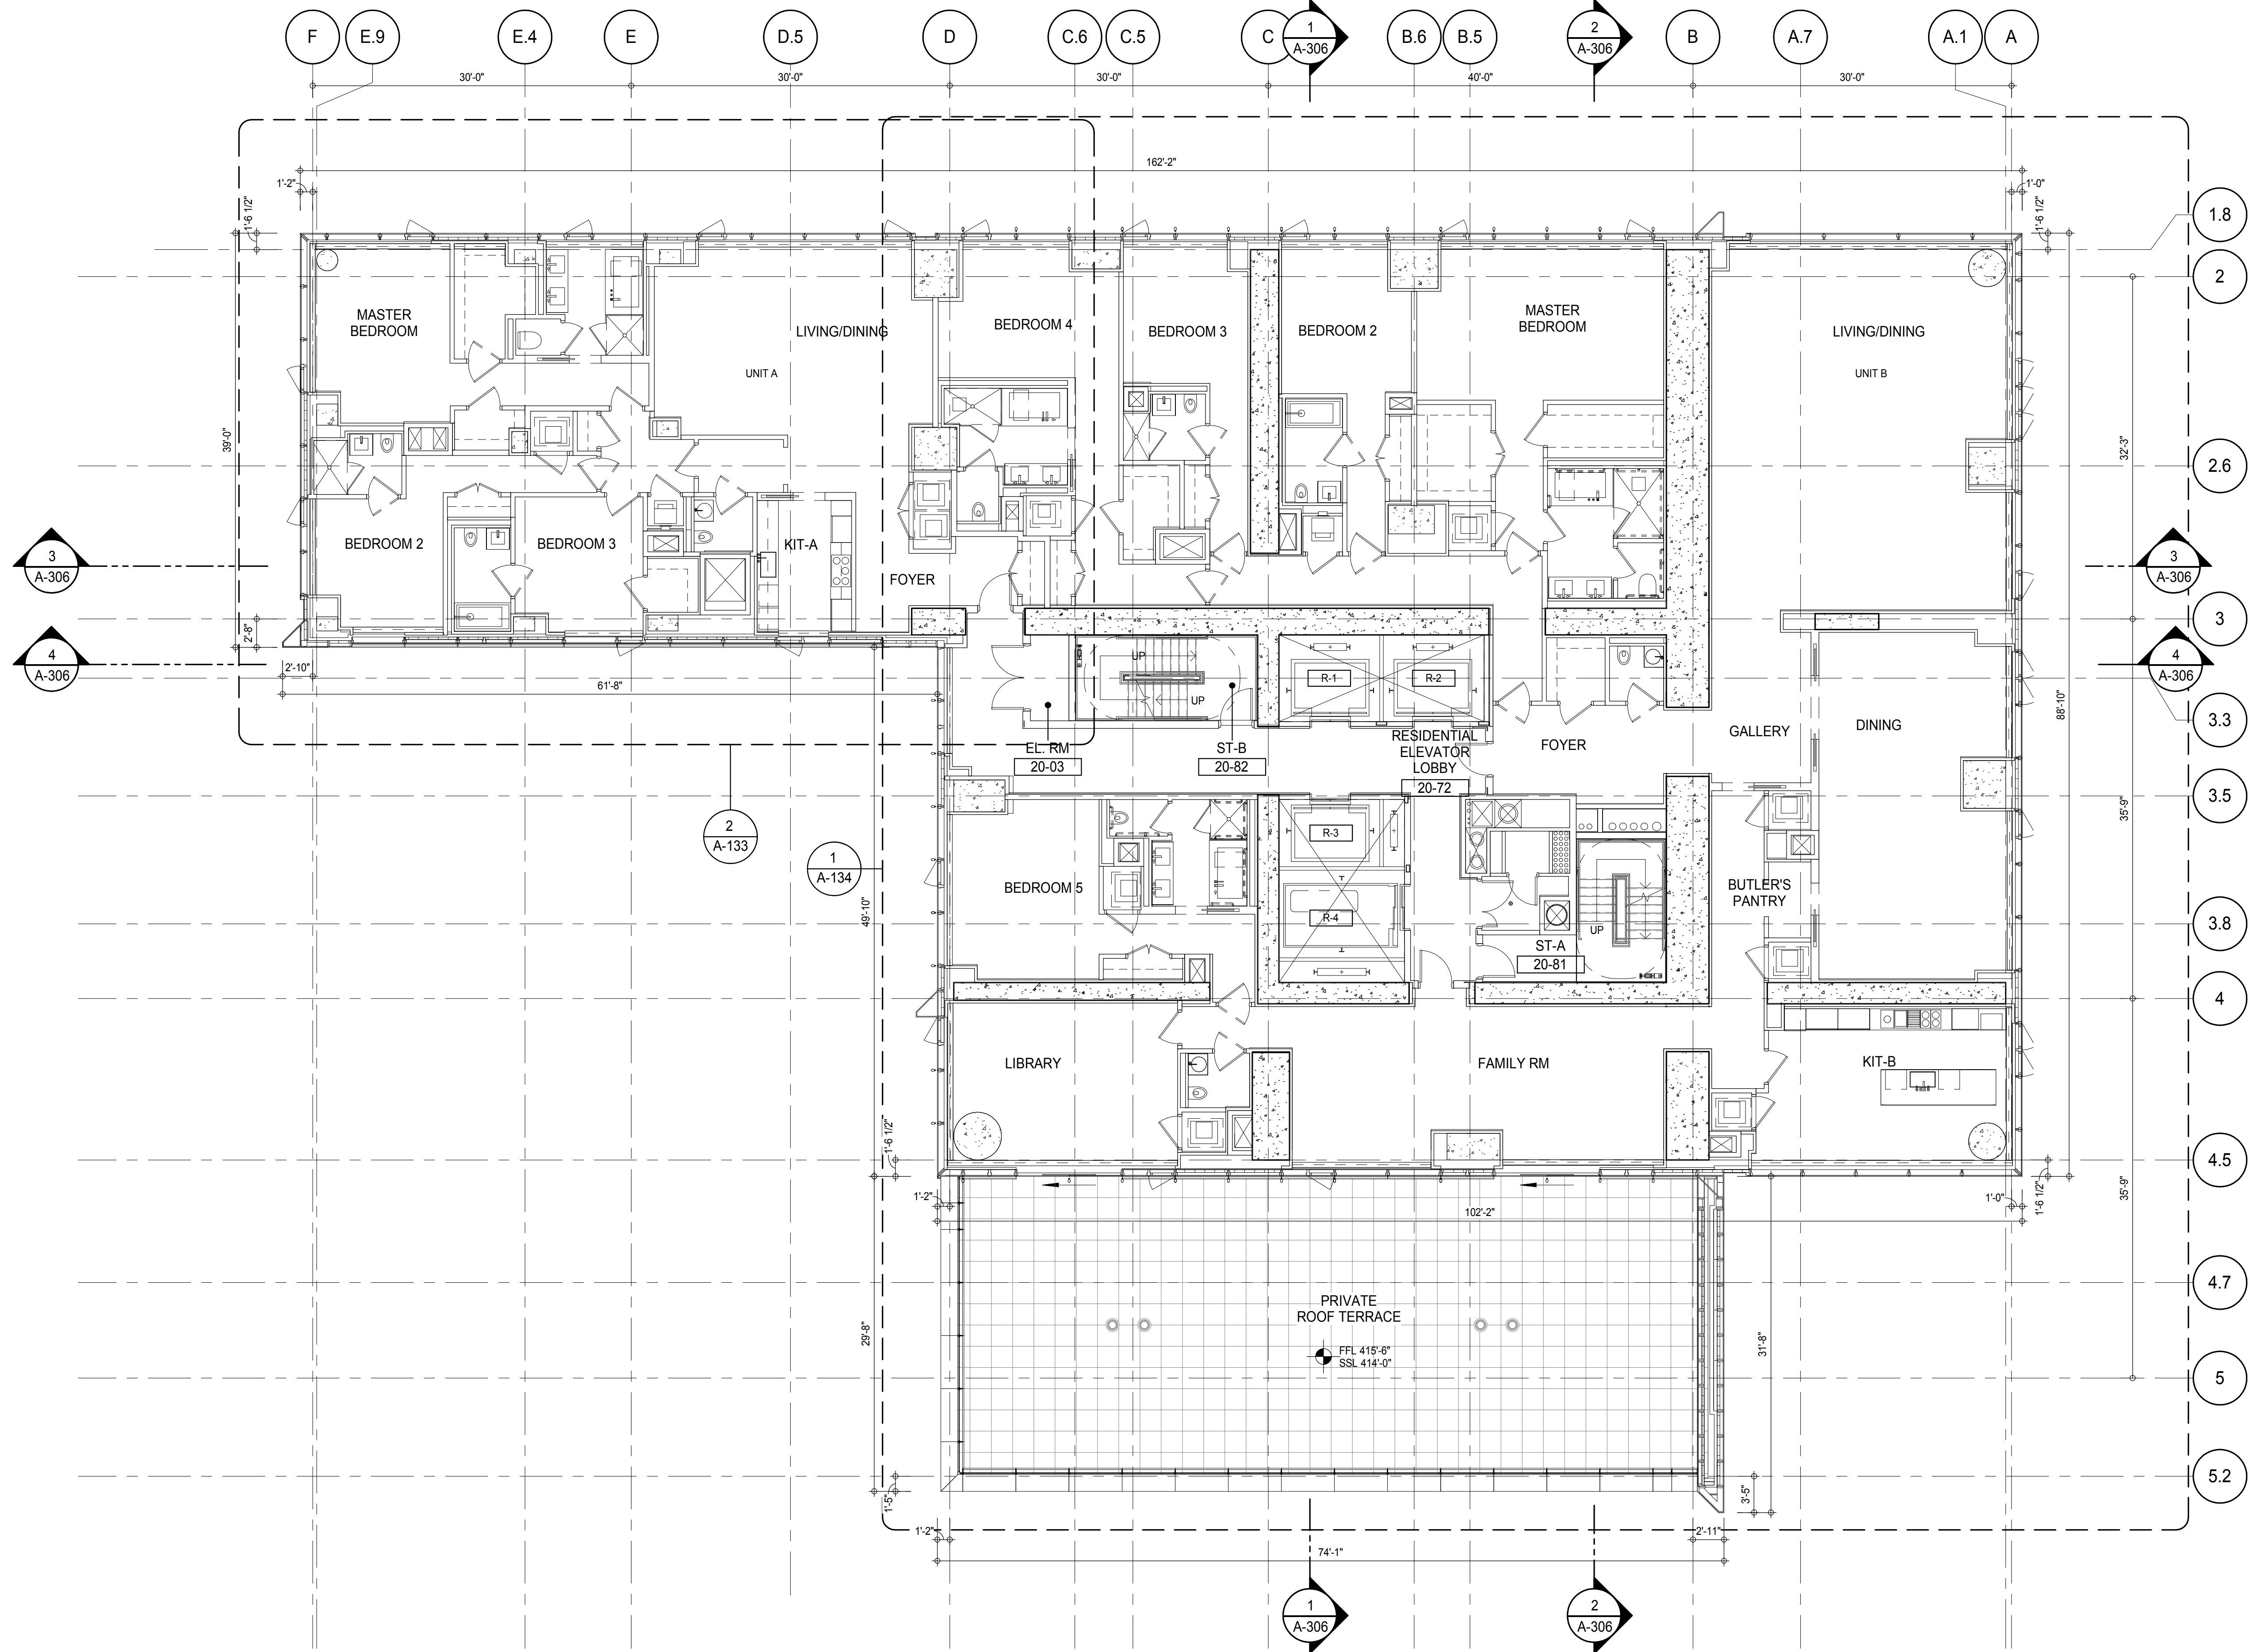 F
E.9
E.4
E
D.5
D
C.6
C.5
C
1
A-306
B.6
B.5
2
A-306
B
A.7
A.1
A
30'-0"
30'-0"
30'-0"
40'-0"
30'-0"
162'-2"
1'-2"
1'-0"
1'-6 1/2"
1'-6 1/2"
1.8
2
2.6
3
3.3
3.5
3.8
4
4.5
4.7
5
5.2
MASTER
BEDROOM
LIVING/DINING
UNIT A
BEDROOM 4
BEDROOM 3
BEDROOM 2
MASTER
BEDROOM
LIVING/DINING
UNIT B
39'-0"
32'-3"
BEDROOM 2
BEDROOM 3
KIT-A
FOYER
3
A-306
3
A-306
4
A-306
4
A-306
2'-8"
2'-10"
61'-8"
UP
UP
R-1
R-2
EL. RM
20-03
ST-B
20-82
RESIDENTIAL
ELEVATOR
LOBBY
20-72
FOYER
GALLERY
DINING
88'-10"
35'-9"
2
A-133
1
A-134
BEDROOM 5
R-3
R-4
UP
ST-A
20-81
BUTLER'S
PANTRY
49'-10"
LIBRARY
FAMILY RM
KIT-B
1'-6 1/2"
1'-2"
102'-2"
1'-0"
1'-6 1/2"
35'-9"
PRIVATE
ROOF TERRACE
FFL 415'-6"
SSL 414'-0"
29'-8"
31'-8"
1'-5"
3'-5"
1'-2"
2'-11"
74'-1"
1
A-306
2
A-306